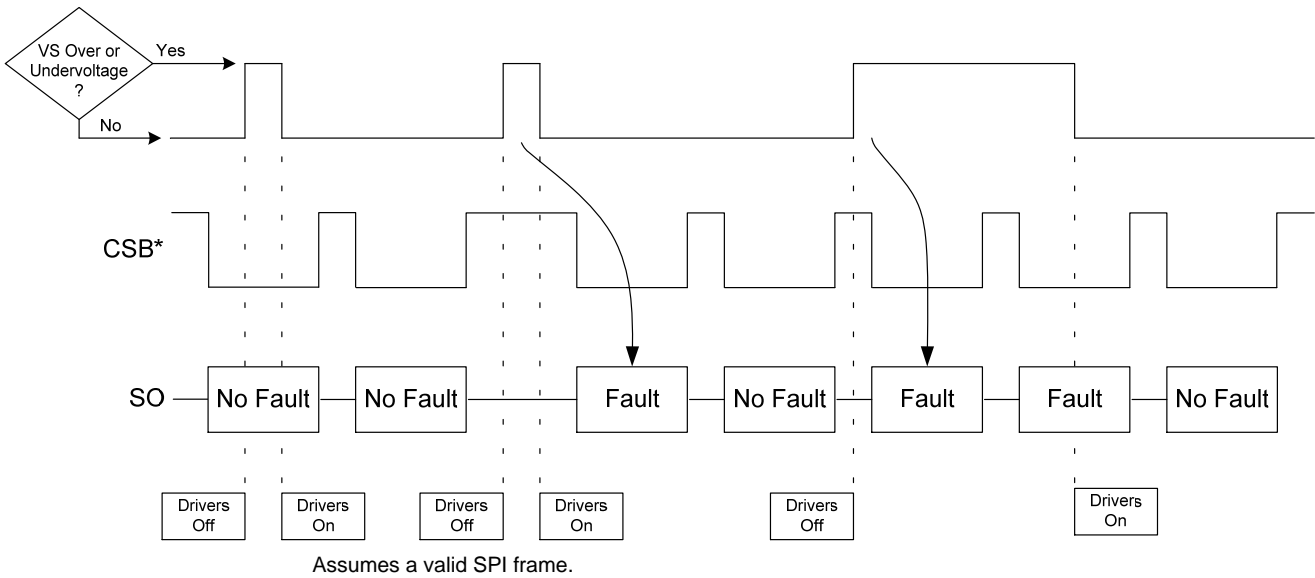 VS Over or
Undervoltage
?
Yes
No
CSB*
SO
No Fault
No Fault
Fault
No Fault
Fault
Fault
No Fault
Drivers
Off
Drivers
On
Drivers
Off
Drivers
On
Drivers
Off
Drivers
On
Assumes a valid SPI frame.